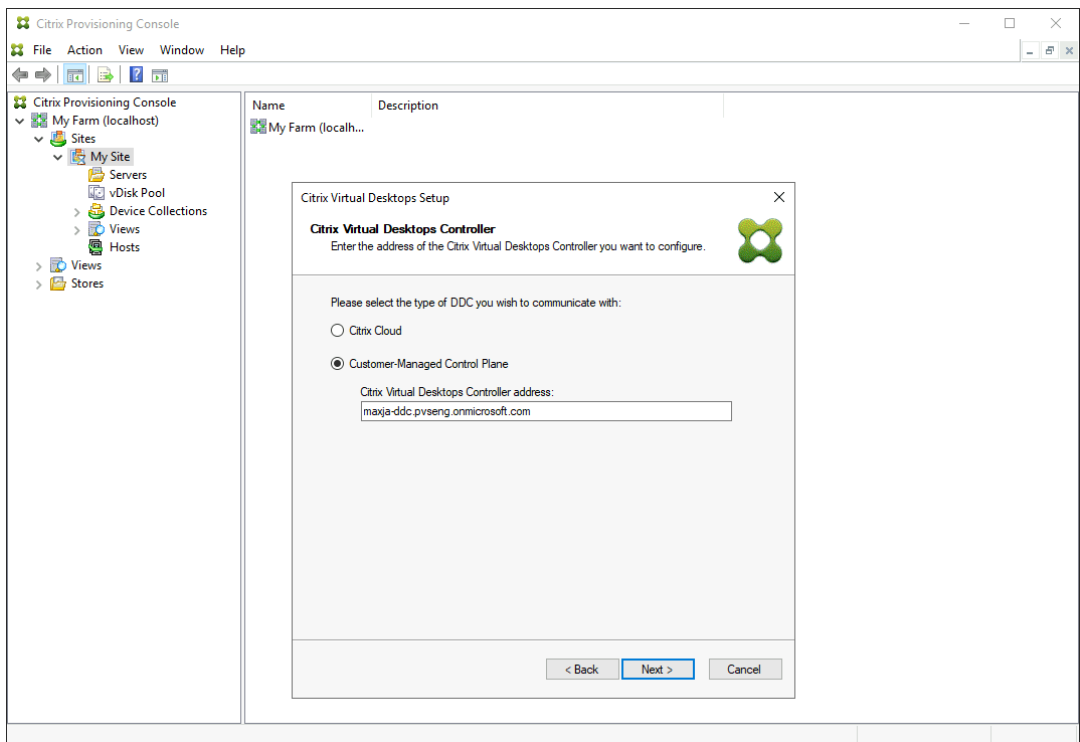 Citrix Provisioning Console
File Action View Window Help
Citrix Provisioning Console
My Farm (localhost)
Sites
My Site
Servers
vDisk Pool
Device Collections
Views
Hosts
Views
Stores
Name Description
My Farm (localh...
Citrix Virtual Desktops Setup
Citrix Virtual Desktops Controller
Enter the address of the Citrix Virtual Desktops Controller you want to configure.
Please select the type of DDC you wish to communicate with:
Citrix Cloud
Customer-Managed Control Plane
Citrix Virtual Desktops Controller address:
maxja-ddc.pvseng.onmicrosoft.com
< Back Next > Cancel